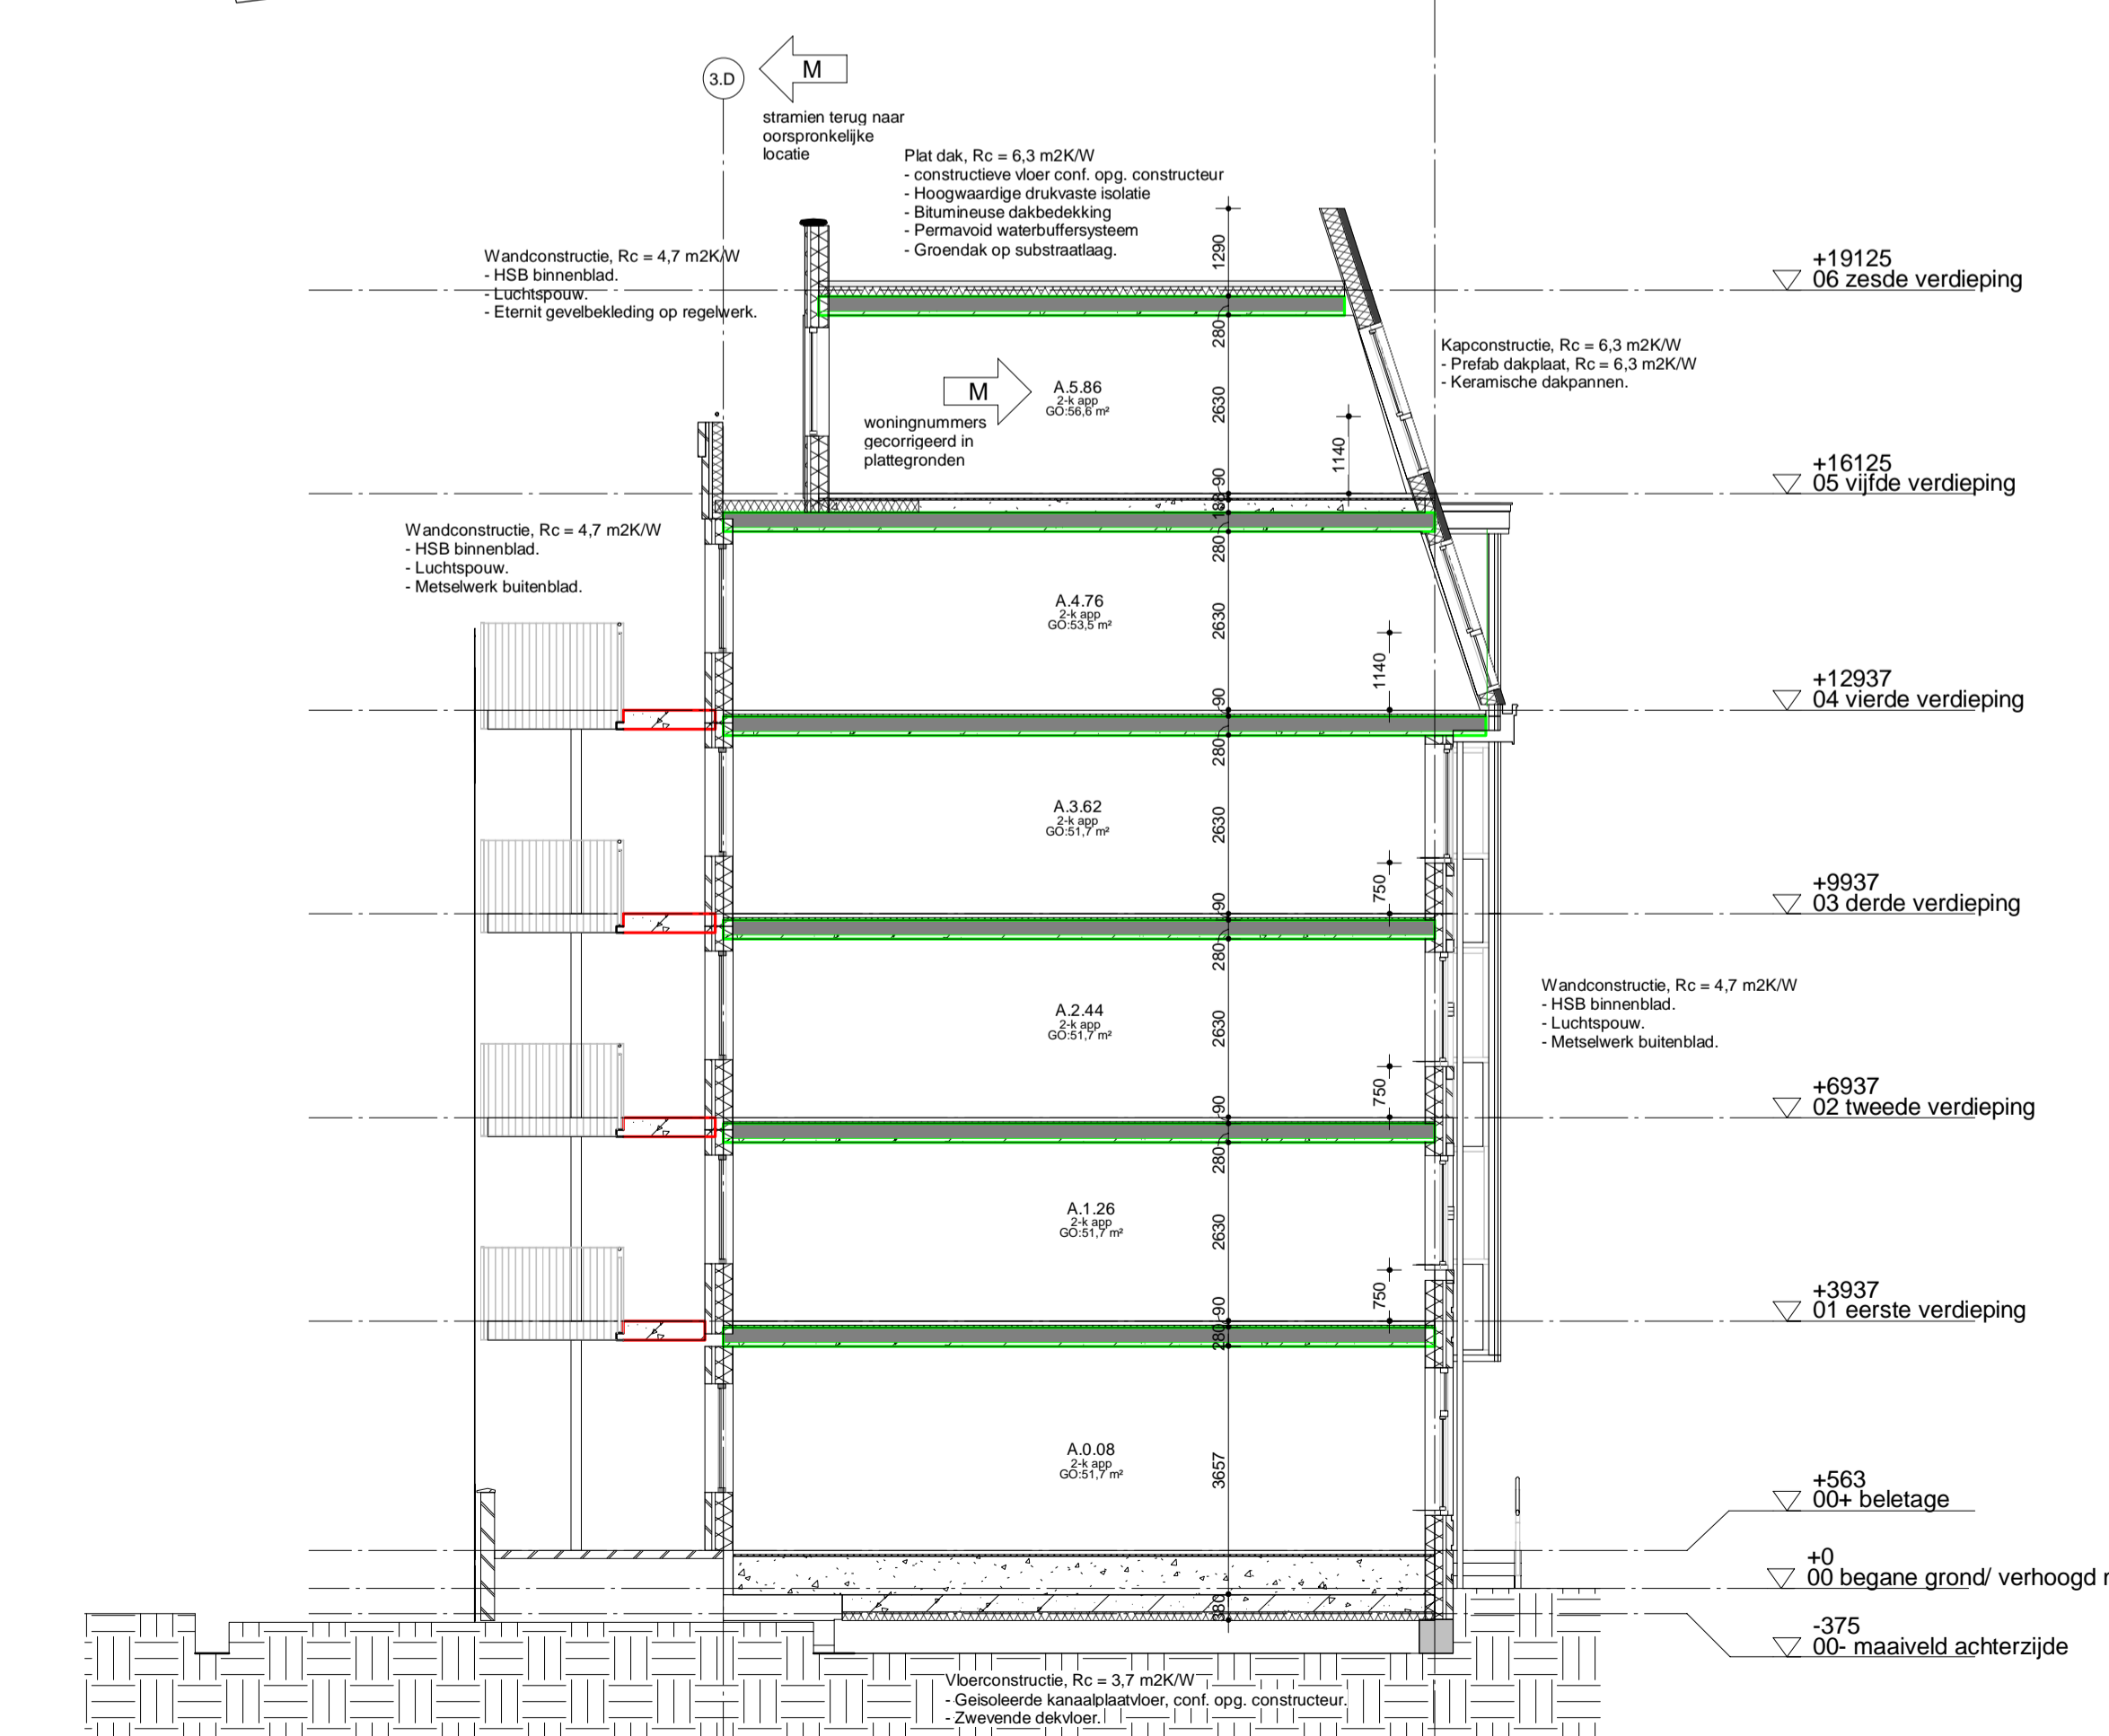 3.D
M
stramien terug naar
oorspronkelijke
locatie
Plat dak, Rc = 6,3 m2K/W
- constructieve vloer conf. opg. constructeur
- Hoogwaardige drukvaste isolatie
- Bitumineuse dakbedekking
- Permavoid waterbuffersysteem
- Groendak op substraatlaag.
Wandconstructie, Rc = 4,7 m2K/W
- HSB binnenblad.
- Luchtspouw.
- Eternit gevelbekleding op regelwerk.
1290
+19125
06 zesde verdieping
280
Kapconstructie, Rc = 6,3 m2K/W
- Prefab dakplaat, Rc = 6,3 m2K/W
- Keramische dakpannen.
M
woningnummers
gecorrigeerd in
plattegronden
A.5.86
2-k app
GO:56,6 m²
2630
1140
+16125
05 vijfde verdieping
90
188
280
Wandconstructie, Rc = 4,7 m2K/W
- HSB binnenblad.
- Luchtspouw.
- Metselwerk buitenblad.
A.4.76
2-k app
GO:53,5 m²
2630
1140
+12937
04 vierde verdieping
90
280
A.3.62
2-k app
GO:51,7 m²
2630
750
+9937
03 derde verdieping
90
280
A.2.44
2-k app
GO:51,7 m²
2630
750
Wandconstructie, Rc = 4,7 m2K/W
- HSB binnenblad.
- Luchtspouw.
- Metselwerk buitenblad.
+6937
02 tweede verdieping
90
280
A.1.26
2-k app
GO:51,7 m²
2630
750
+3937
01 eerste verdieping
90
280
A.0.08
2-k app
GO:51,7 m²
3657
+563
00+ beletage
+0
00 begane grond/ verhoogd r
380
-375
00- maaiveld achterzijde
Vloerconstructie, Rc = 3,7 m2K/W
- Geisoleerde kanaalplaatvloer, conf. opg. constructeur.
- Zwevende dekvloer.